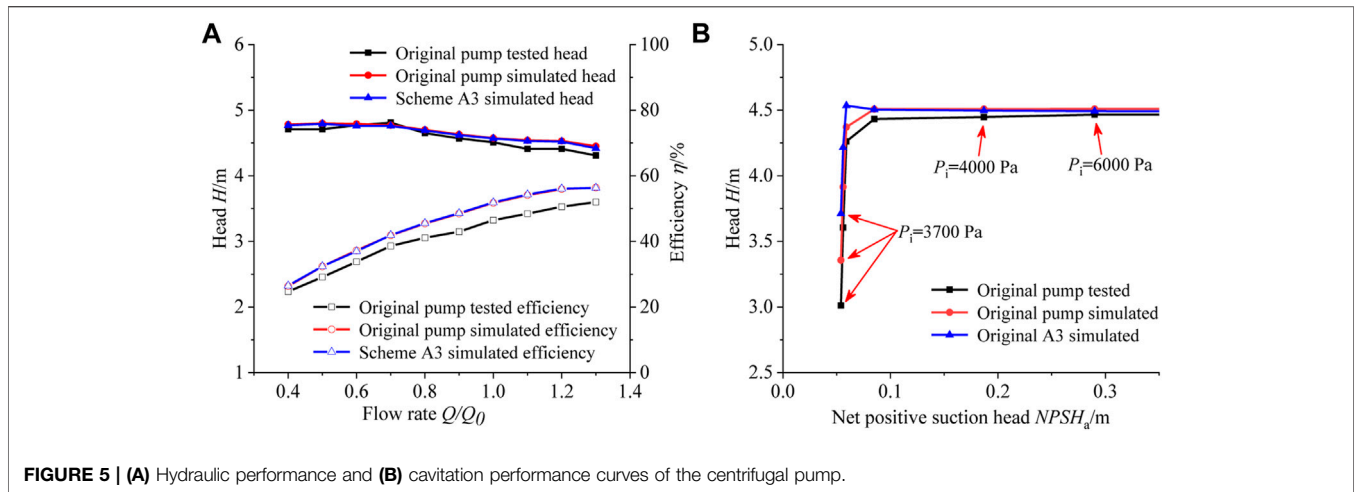 A
Head H/m
6
5
4
3
2
1
Original pump tested head
Original pump simulated head
Scheme A3 simulated head
Original pump tested efficiency
Original pump simulated efficiency
Scheme A3 simulated efficiency
100
80
60
40
20
0
Efficiency η/%
0.4 0.6 0.8 1.0 1.2 1.4
Flow rate Q/Q0
B
Head H/m
5.0
4.5
4.0
3.5
3.0
2.5
Pi=4000 Pa
Pi=6000 Pa
Pi=3700 Pa
Original pump tested
Original pump simulated
Original A3 simulated
0.0 0.1 0.2 0.3
Net positive suction head NPSHa/m
FIGURE 5 | (A) Hydraulic performance and (B) cavitation performance curves of the centrifugal pump.